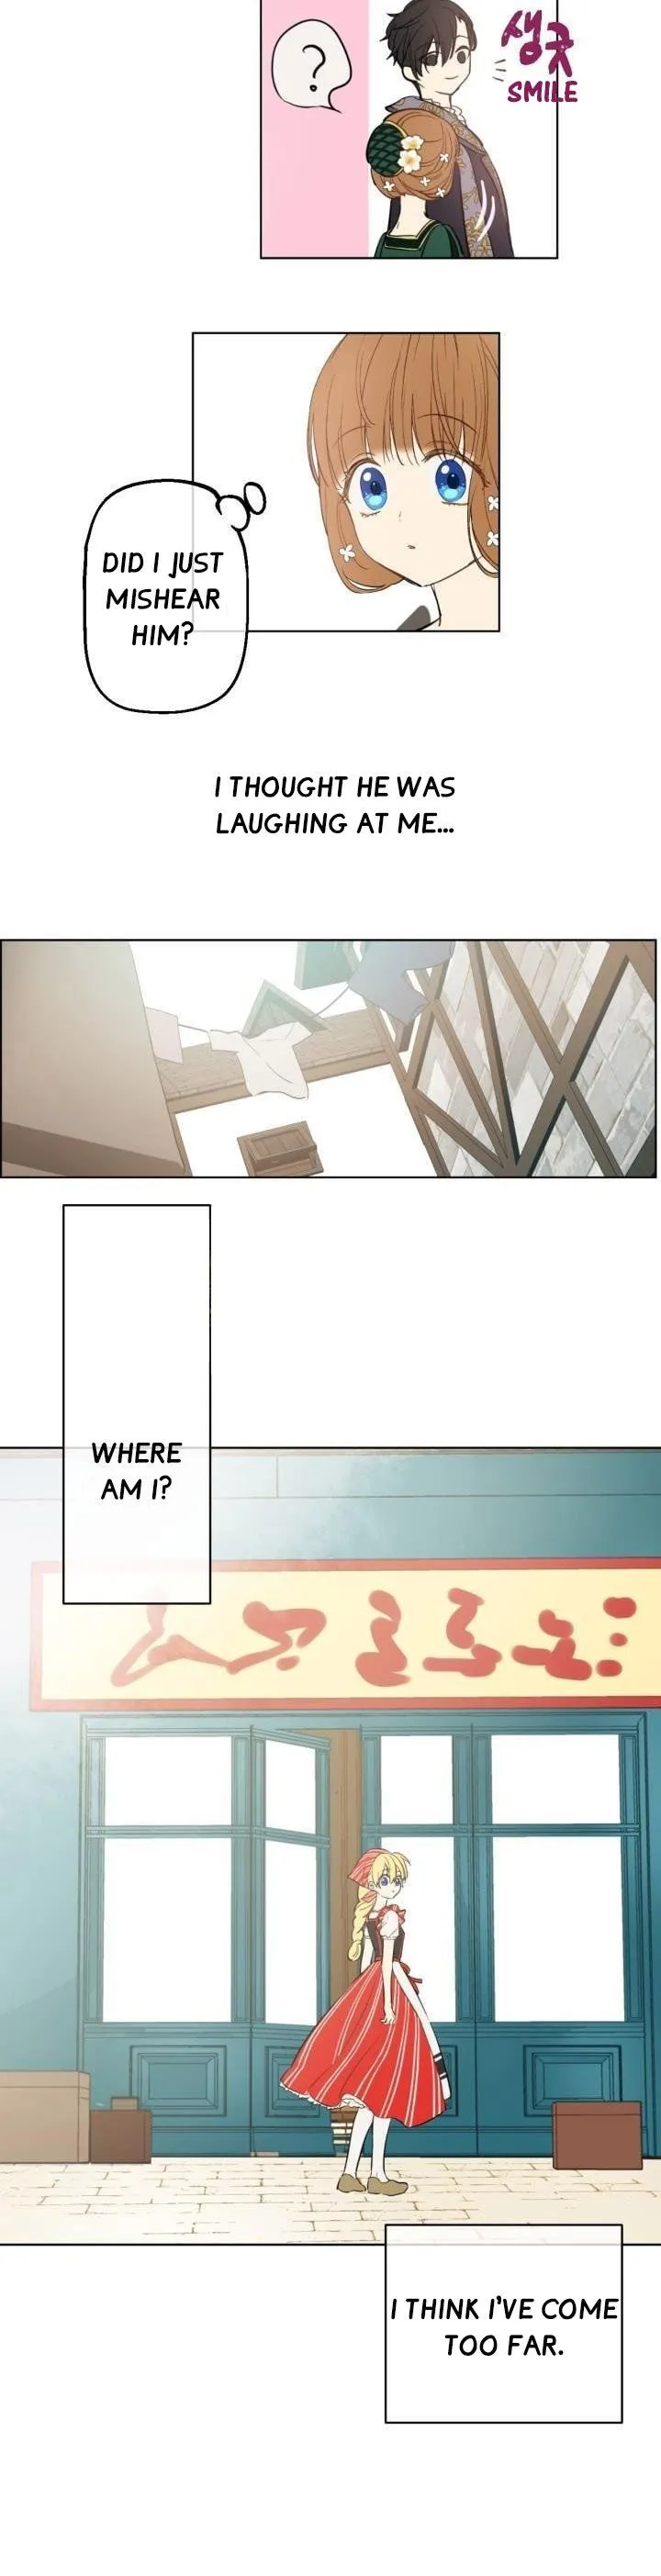 ?
생긋
SMILE
DID I JUST
MISHEAR
HIM?
I THOUGHT HE WAS
LAUGHING AT ME...
WHERE
AM I?
I THINK I'VE COME
TOO FAR.